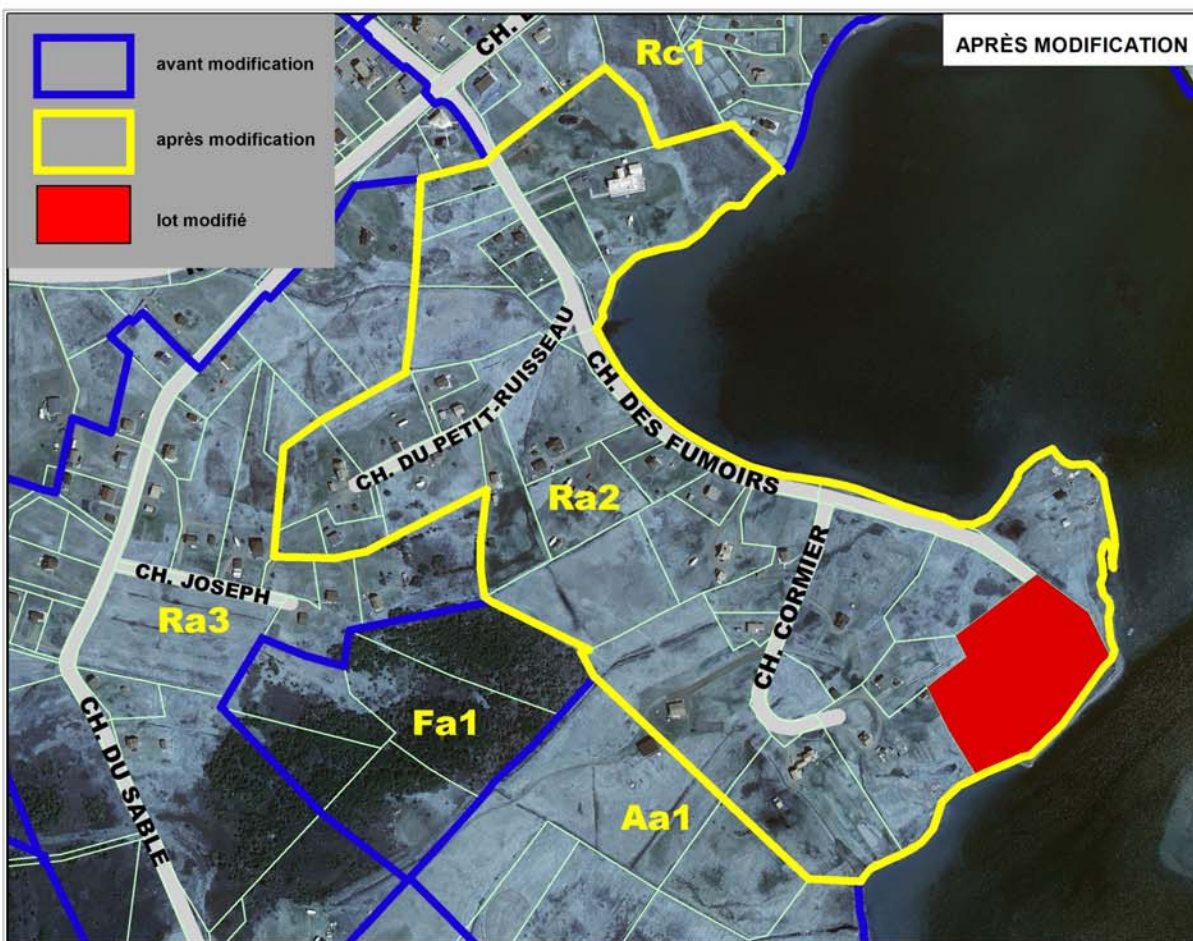 avant modification
après modification
lot modifié
APRÈS MODIFICATION
Rc1
CH. DU PETIT-RUISSEAU
CH. DES FUMOIRS
Ra2
CH. CORMIER
CH. JOSEPH
Ra3
CH. DU SABLE
Fa1
Aa1